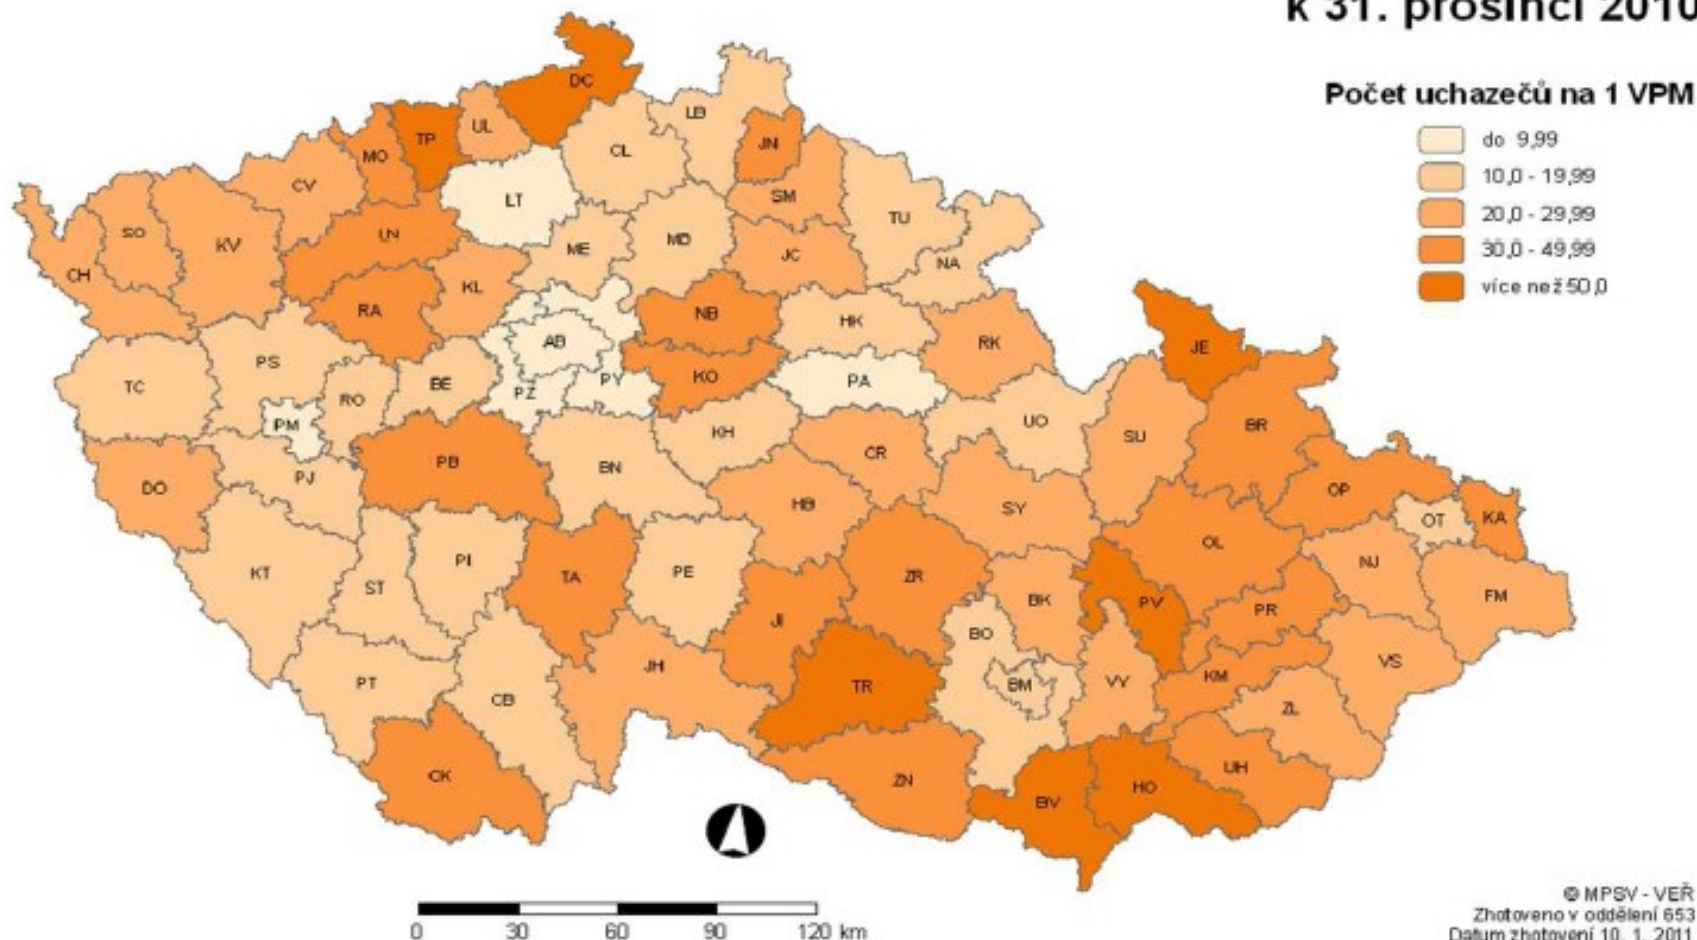 k 31. prosinci 2010
Počet uchazečů na 1 VPM
do 9,99
10,0 - 19,99
20,0 - 29,99
30,0 - 49,99
více než 50,0
DC
LB
TP
UL
JN
MO
CL
CV
LT
SM
TU
SO
KV
LN
ME
MB
JC
NA
CH
KL
RA
NB
HK
AB
RK
JE
PS
TC
BE
PZ
PY
KO
PA
RO
PM
KH
UO
BR
PB
BN
CR
SU
DO
PJ
HB
SY
OP
OT
KA
KT
ST
PI
TA
PE
ZR
OL
NJ
FM
BK
PV
PR
JI
BO
PT
CB
JH
TR
BM
VY
KM
VS
ZL
CK
ZN
BV
HO
UH
0 30 60 90 120 km
© MPSV - VEŘ
Zhotoveno v oddělení 653
Datum zhotovení 10. 1. 2011